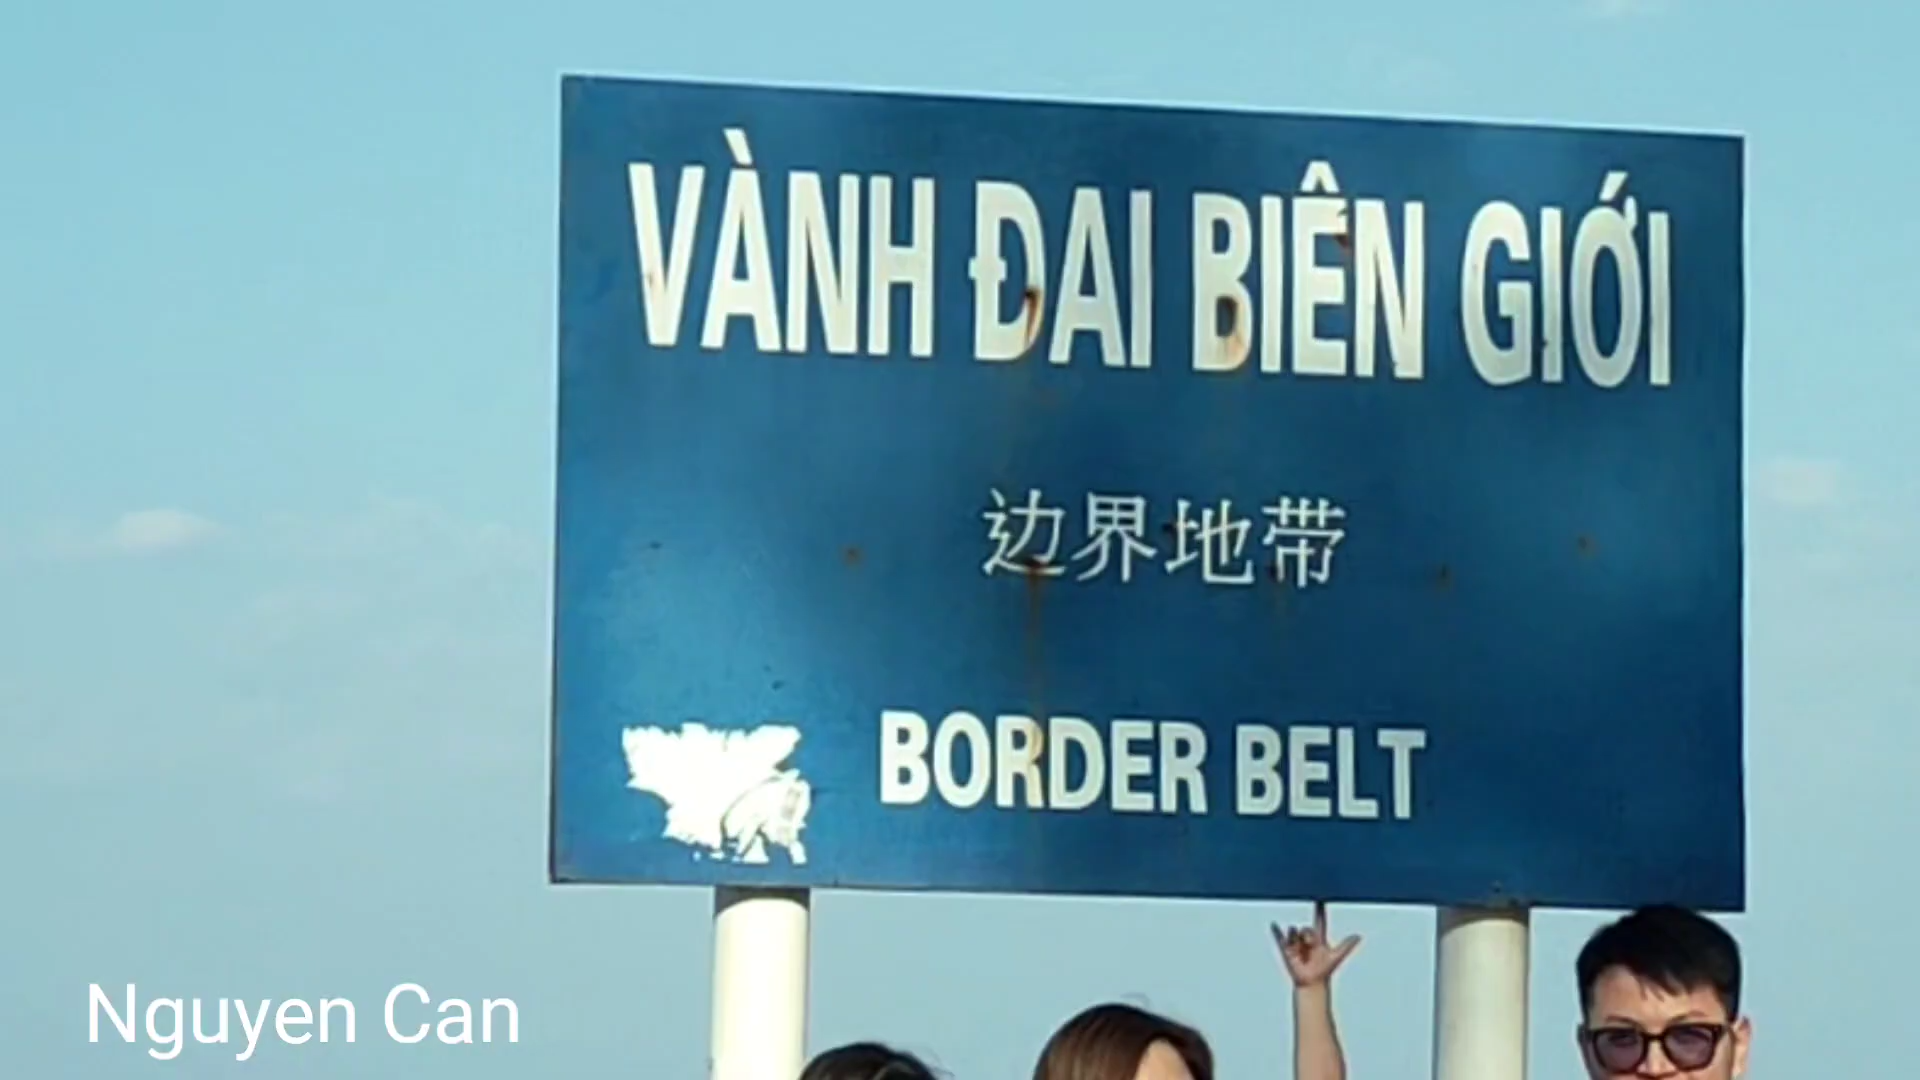 VÀNH ĐAI BIÊN GIỚI
边界地带
BORDER BELT
Nguyen Can